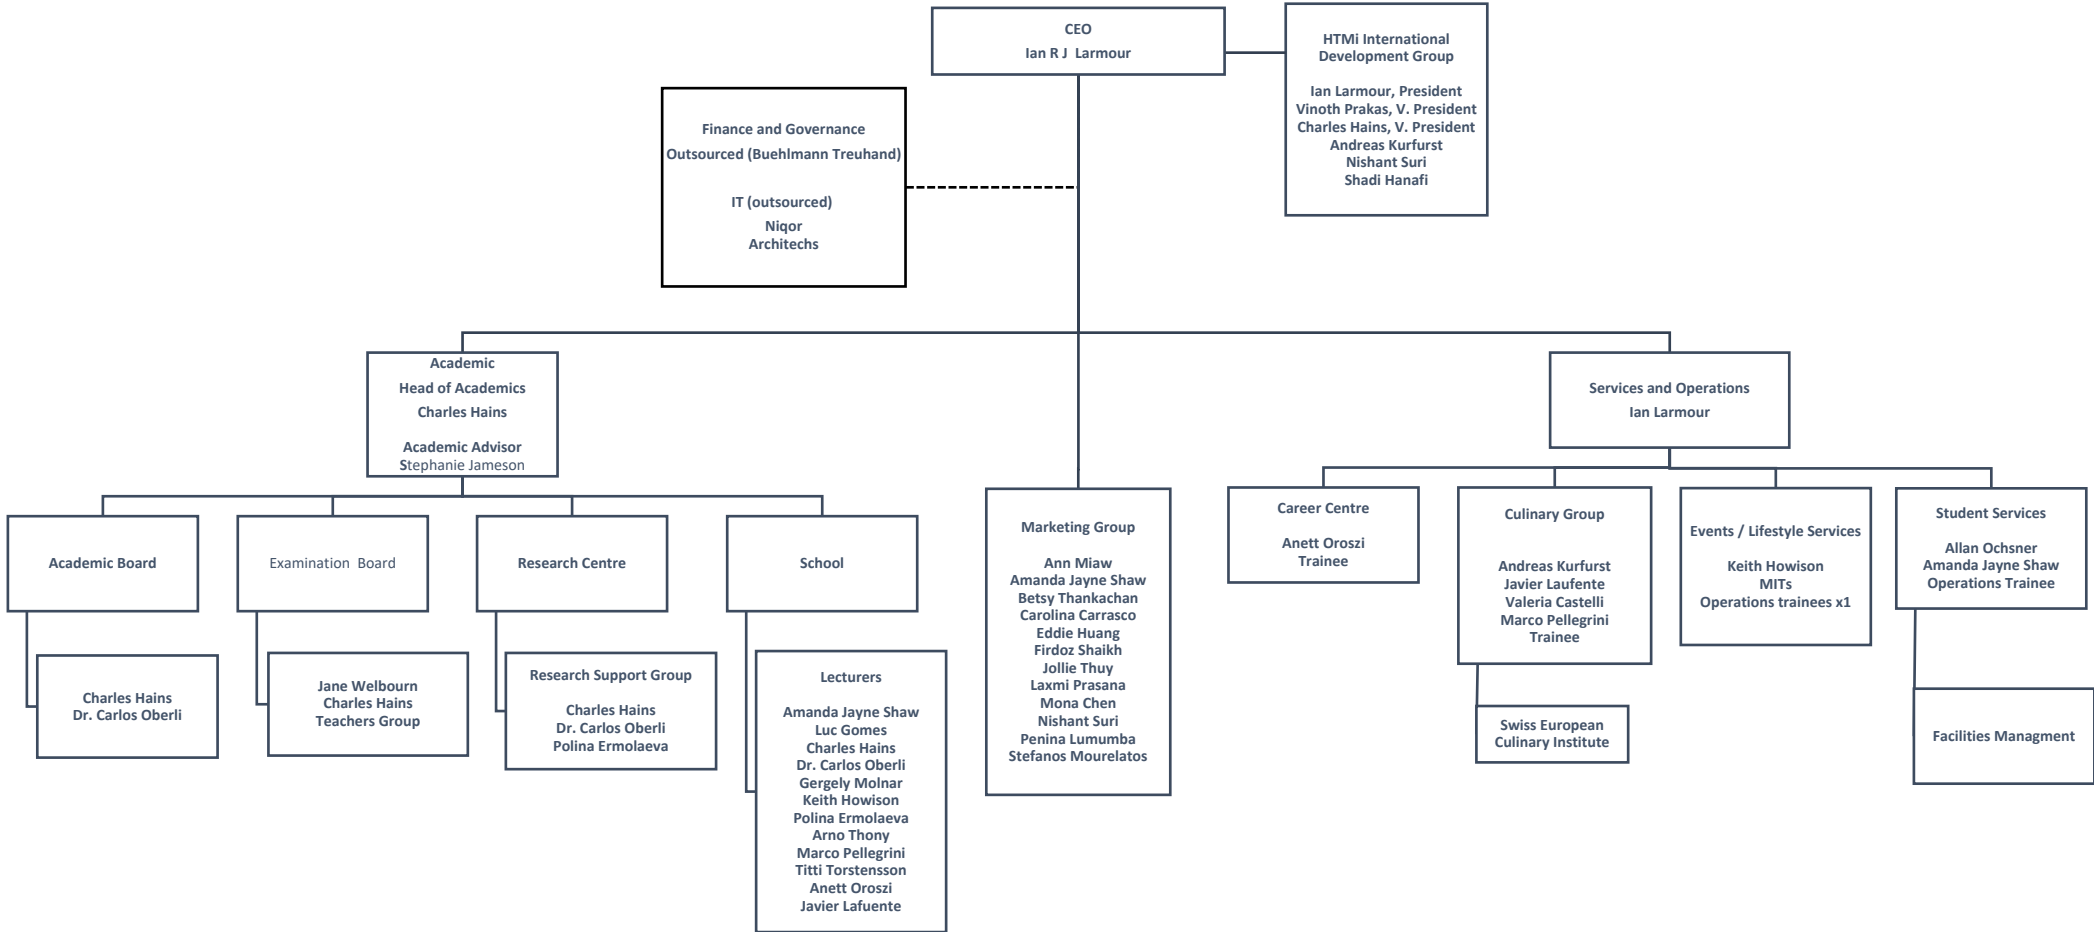 CEO
Ian R J Larmour
HTMi International
Development Group
Ian Larmour, President
Vinoth Prakas, V. President
Charles Hains, V. President
Andreas Kurfurst
Nishant Suri
Shadi Hanafi
Finance and Governance
Outsourced (Buehlmann Treuhand)
IT (outsourced)
Niqor
Architechs
Academic
Head of Academics
Charles Hains
Academic Advisor
Stephanie Jameson
Services and Operations
Ian Larmour
Academic Board
Charles Hains
Dr. Carlos Oberli
Examination Board
Jane Welbourn
Charles Hains
Teachers Group
Research Centre
Research Support Group
Charles Hains
Dr. Carlos Oberli
Polina Ermolaeva
School
Lecturers
Amanda Jayne Shaw
Luc Gomes
Charles Hains
Dr. Carlos Oberli
Gergely Molnar
Keith Howison
Polina Ermolaeva
Arno Thony
Marco Pellegrini
Titti Torstensson
Anett Oroszi
Javier Lafuente
Marketing Group
Ann Miaw
Amanda Jayne Shaw
Betsy Thankachan
Carolina Carrasco
Eddie Huang
Firdoz Shaikh
Jollie Thuy
Laxmi Prasana
Mona Chen
Nishant Suri
Penina Lumumba
Stefanos Mourelatos
Career Centre
Anett Oroszi
Trainee
Culinary Group
Andreas Kurfurst
Javier Laufente
Valeria Castelli
Marco Pellegrini
Trainee
Swiss European
Culinary Institute
Events / Lifestyle Services
Keith Howison
MITs
Operations trainees x1
Student Services
Allan Ochsner
Amanda Jayne Shaw
Operations Trainee
Facilities Managment